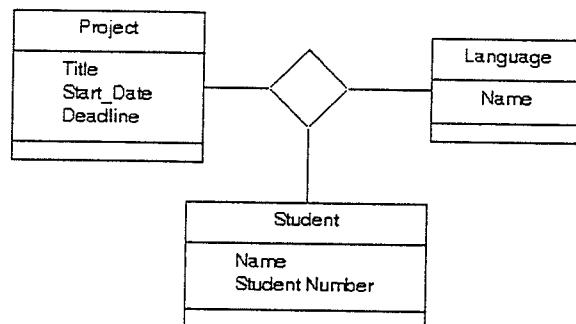 Project
Title
Start_Date
Deadline
Language
Name
Student
Name
Student Number